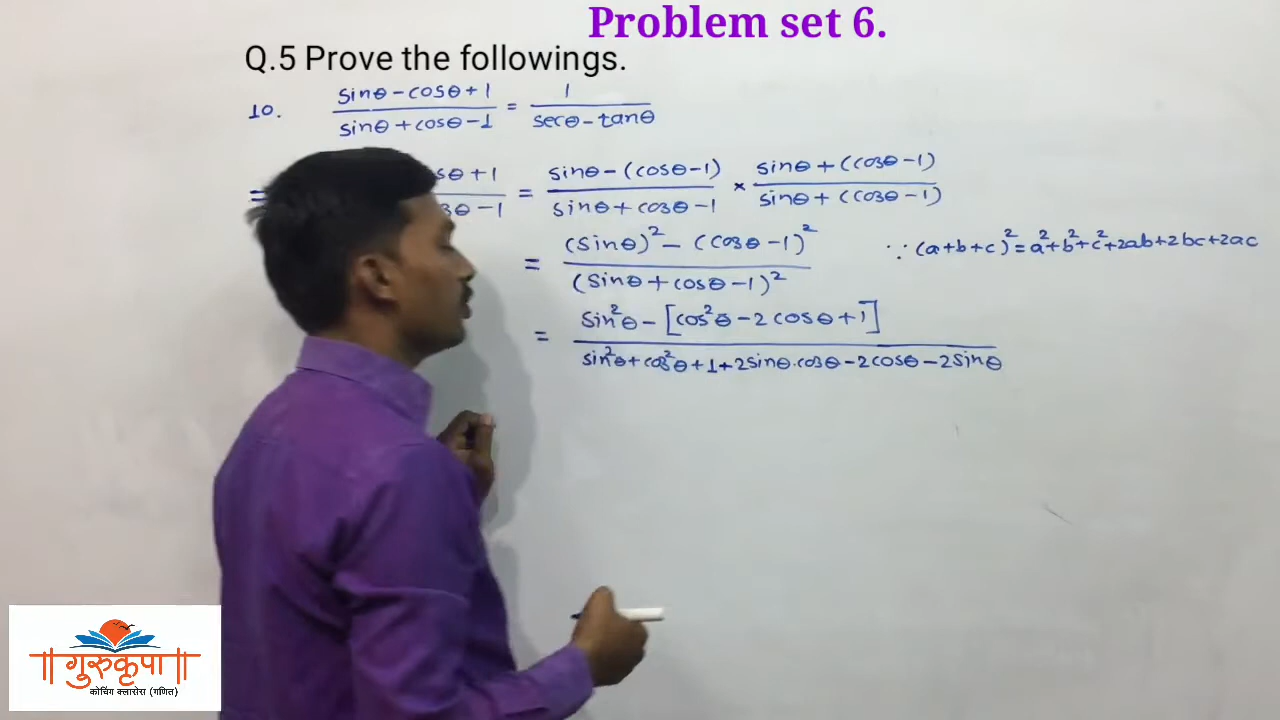 Problem set 6.
Q.5 Prove the followings.
10. sinθ - cosθ + 1 / sinθ + cosθ - 1 = 1 / secθ - tanθ
= sθ + 1 / θ - 1 = sinθ - (cosθ - 1) / sinθ + cosθ - 1 × sinθ + (cosθ - 1) / sinθ + (cosθ - 1)
= (sinθ)² - (cosθ - 1)² / (sinθ + cosθ - 1)² ∵ (a+b+c)² = a²+b²+c²+2ab+2bc+2ac
= sin²θ - [cos²θ - 2cosθ + 1] / sin²θ + cos²θ + 1 + 2sinθ.cosθ - 2cosθ - 2sinθ
॥ गुरुकृपा ॥
कोचिंग क्लासेस (गणित)